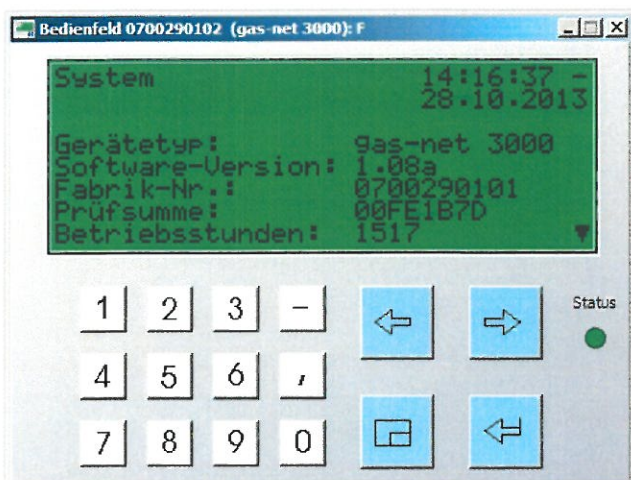 Bedienfeld 0700290102 (gas-net 3000): F
System 14:16:37 -
28.10.2013
Gerätetyp: gas-net 3000
Software-Version: 1.08a
Fabrik-Nr.: 0700290101
Prüfsumme: 00FE1B7D
Betriebsstunden: 1517
1 2 3 -
Status
4 5 6 ,
7 8 9 0